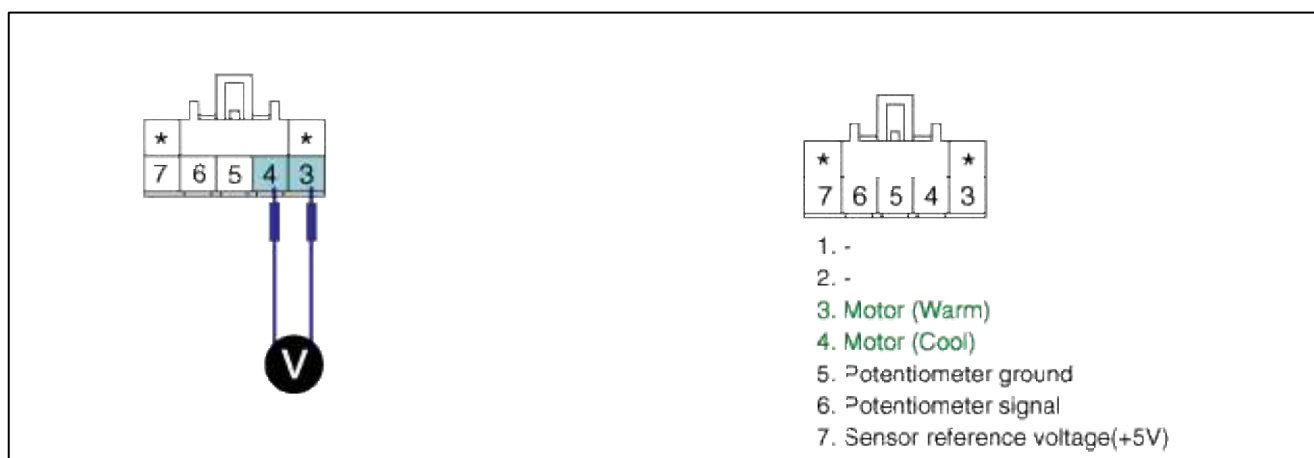 * *
7 6 5 4 3
V
* *
7 6 5 4 3
1. -
2. -
3. Motor (Warm)
4. Motor (Cool)
5. Potentiometer ground
6. Potentiometer signal
7. Sensor reference voltage(+5V)